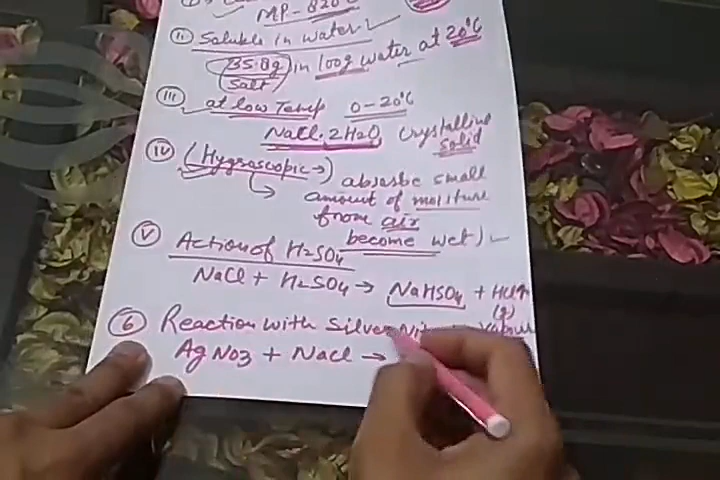 MP - 820°C
(ii) Soluble in water
35.8g in 100g water at 20°C
Salt
(iii) at low Temp 0-20°C
NaCl.2H2O Crystalline
solid
(iv) (Hygroscopic →)
absorbe small
amount of moisture
from air
become wet)
(V) Action of H2SO4
NaCl + H2SO4 → NaHSO4 + HCl↑
(g)
(6) Reaction with Silver
AgNO3 + NaCl →